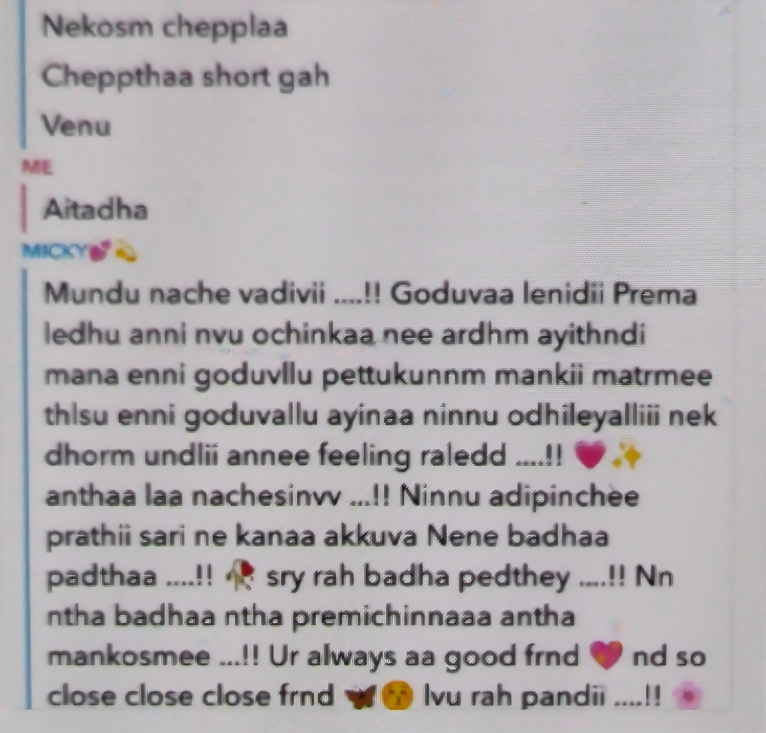 Nekosm chepplaa
Cheppthaa short gah
Venu
ME
Aitadha
MICKY💕💫
Mundu nache vadivii ....!! Goduvaa lenidii Prema
ledhu anni nvu ochinkaa nee ardhm ayithndi
mana enni goduvllu pettukunnm mankii matrmee
thlsu enni goduvallu ayinaa ninnu odhileyalliii nek
dhorm undlii annee feeling raledd ....!! 💗✨
anthaa laa nachesinvv ...!! Ninnu adipinchee
prathii sari ne kanaa akkuva Nene badhaa
padthaa ....!! 🥀 sry rah badha pedthey ....!! Nn
ntha badhaa ntha premichinnaaa antha
mankosmee ...!! Ur always aa good frnd 💖 nd so
close close close frnd 🦋😚 lvu rah pandii ....!! 🌸